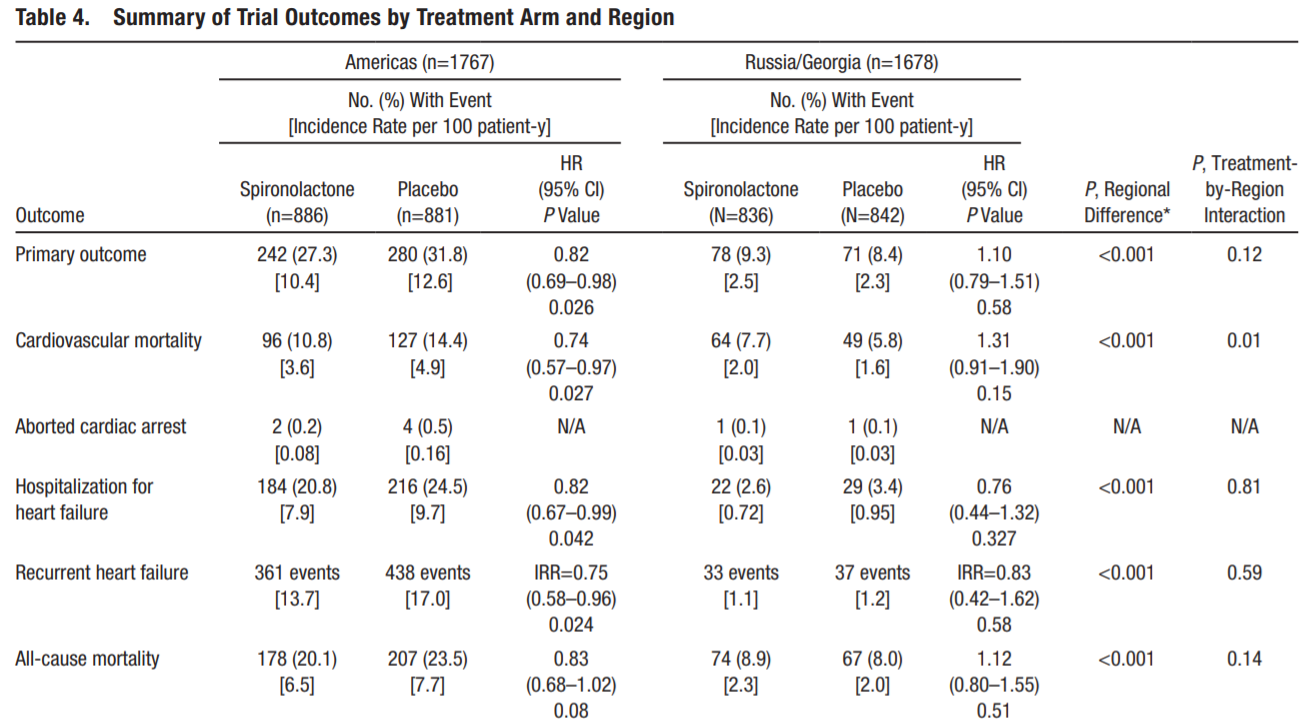 Table 4. Summary of Trial Outcomes by Treatment Arm and Region
Americas (n=1767) Russia/Georgia (n=1678)
No. (%) With Event No. (%) With Event
[Incidence Rate per 100 patient-y] [Incidence Rate per 100 patient-y]
HR HR P, Treatment-
Spironolactone Placebo (95% CI) Spironolactone Placebo (95% CI) P, Regional by-Region
Outcome (n=886) (n=881) P Value (N=836) (N=842) P Value Difference* Interaction
Primary outcome 242 (27.3) 280 (31.8) 0.82 78 (9.3) 71 (8.4) 1.10 <0.001 0.12
[10.4] [12.6] (0.69–0.98) [2.5] [2.3] (0.79–1.51)
0.026 0.58
Cardiovascular mortality 96 (10.8) 127 (14.4) 0.74 64 (7.7) 49 (5.8) 1.31 <0.001 0.01
[3.6] [4.9] (0.57–0.97) [2.0] [1.6] (0.91–1.90)
0.027 0.15
Aborted cardiac arrest 2 (0.2) 4 (0.5) N/A 1 (0.1) 1 (0.1) N/A N/A N/A
[0.08] [0.16] [0.03] [0.03]
Hospitalization for 184 (20.8) 216 (24.5) 0.82 22 (2.6) 29 (3.4) 0.76 <0.001 0.81
heart failure [7.9] [9.7] (0.67–0.99) [0.72] [0.95] (0.44–1.32)
0.042 0.327
Recurrent heart failure 361 events 438 events IRR=0.75 33 events 37 events IRR=0.83 <0.001 0.59
[13.7] [17.0] (0.58–0.96) [1.1] [1.2] (0.42–1.62)
0.024 0.58
All-cause mortality 178 (20.1) 207 (23.5) 0.83 74 (8.9) 67 (8.0) 1.12 <0.001 0.14
[6.5] [7.7] (0.68–1.02) [2.3] [2.0] (0.80–1.55)
0.08 0.51